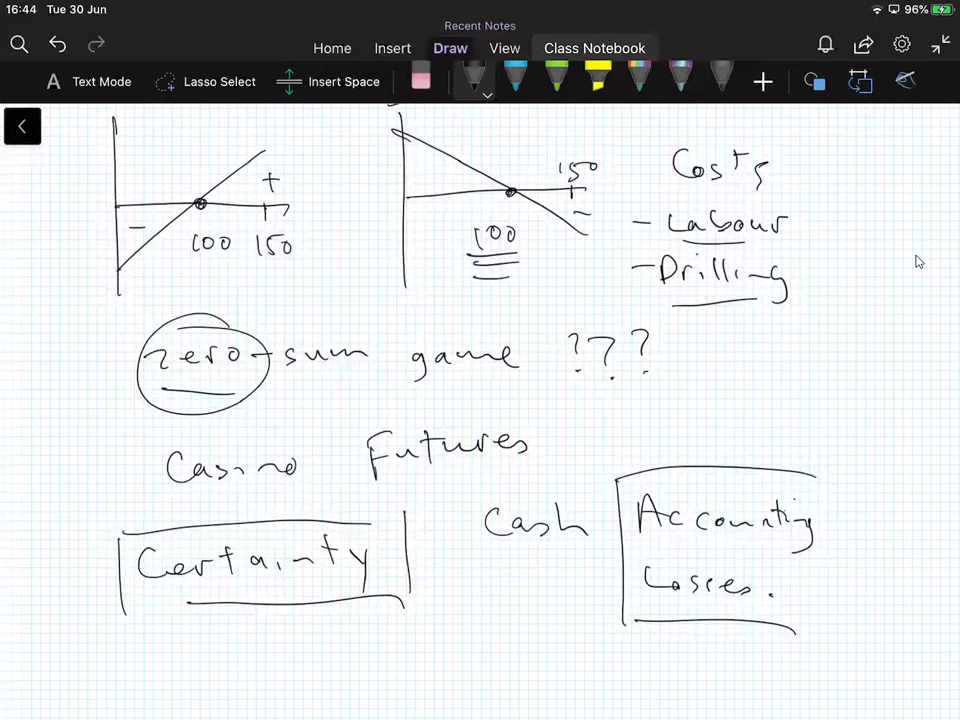 16:44 Tue 30 Jun
96%
Recent Notes
Home Insert Draw View Class Notebook
A Text Mode Lasso Select Insert Space
+
-
100 150
150
-
100
Costs
- Labour
- Drilling
zero-sum game ???
Casino Futures
Certainty
Cash Accounting
Losses.